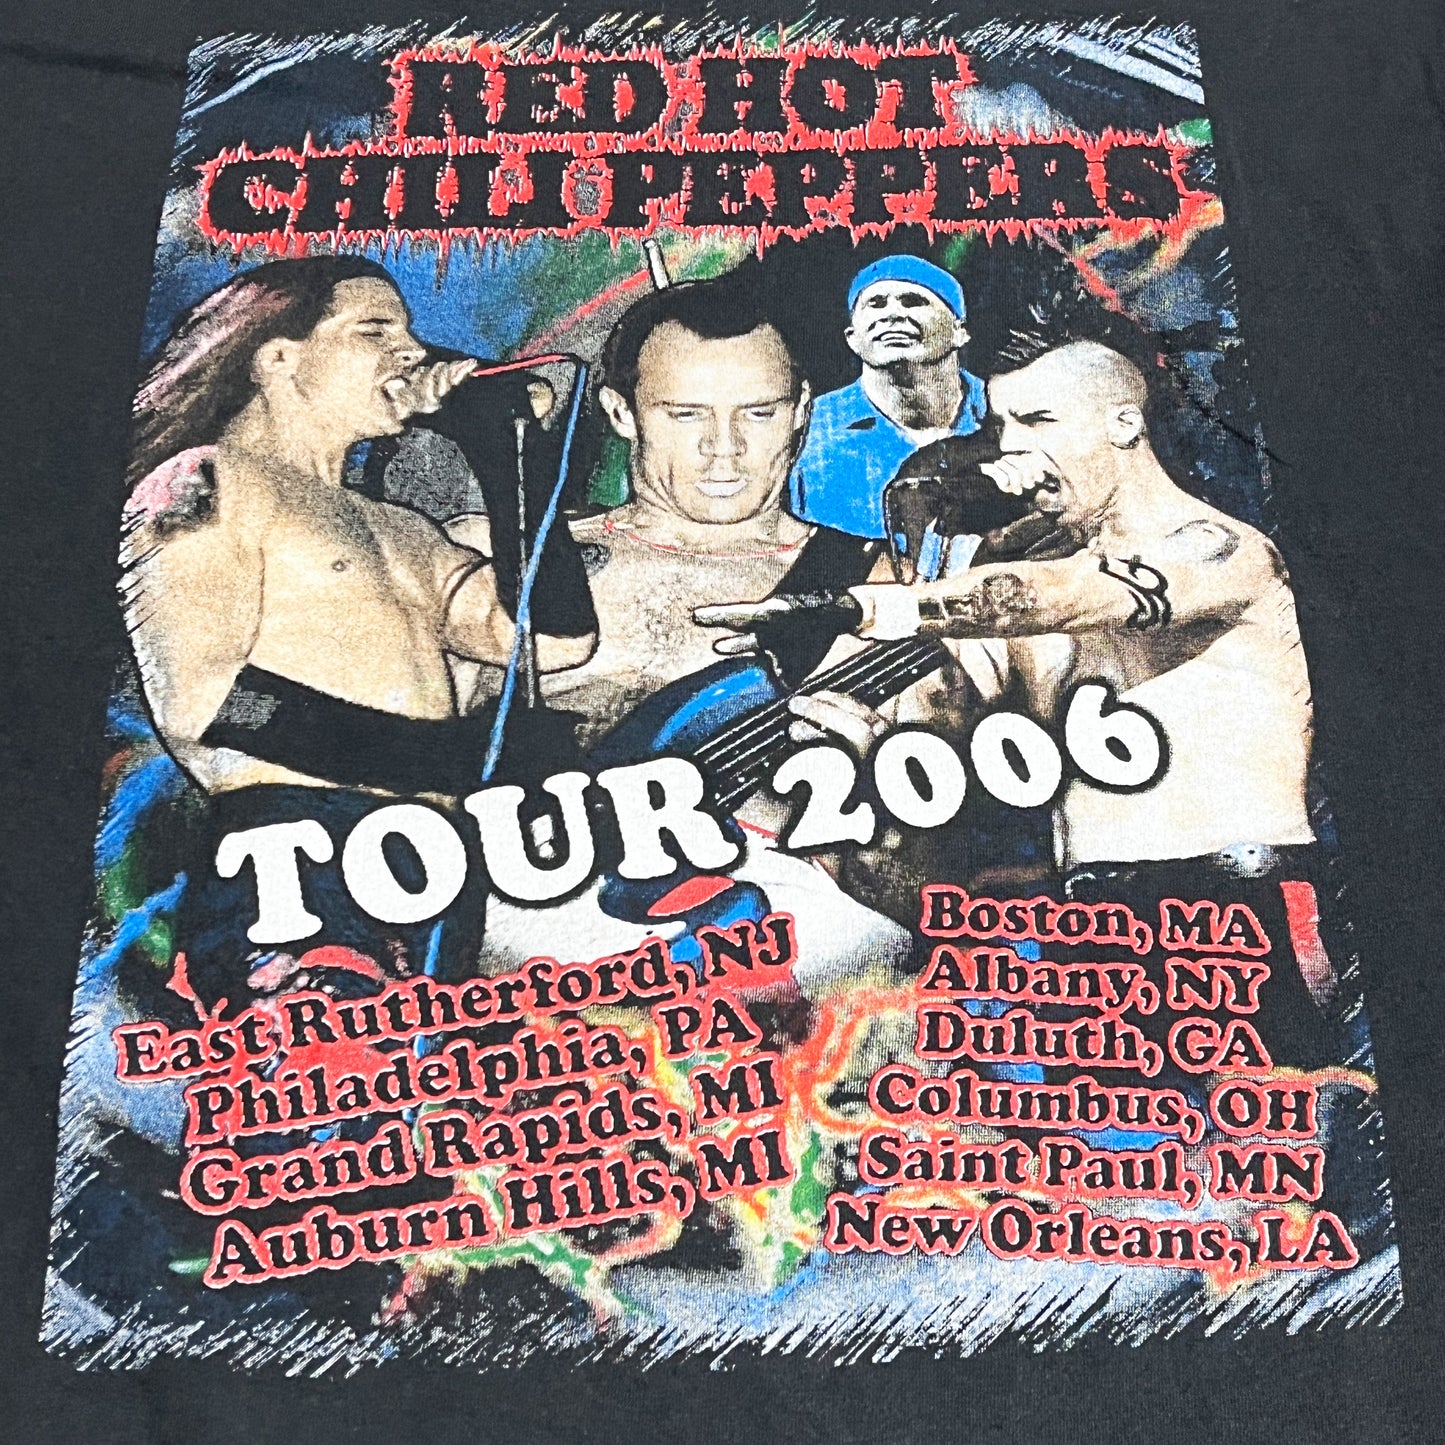 RED HOT
CHILI PEPPERS
TOUR 2006
East Rutherford, NJ
Philadelphia, PA
Grand Rapids, MI
Auburn Hills, MI
Boston, MA
Albany, NY
Duluth, GA
Columbus, OH
Saint Paul, MN
New Orleans, LA